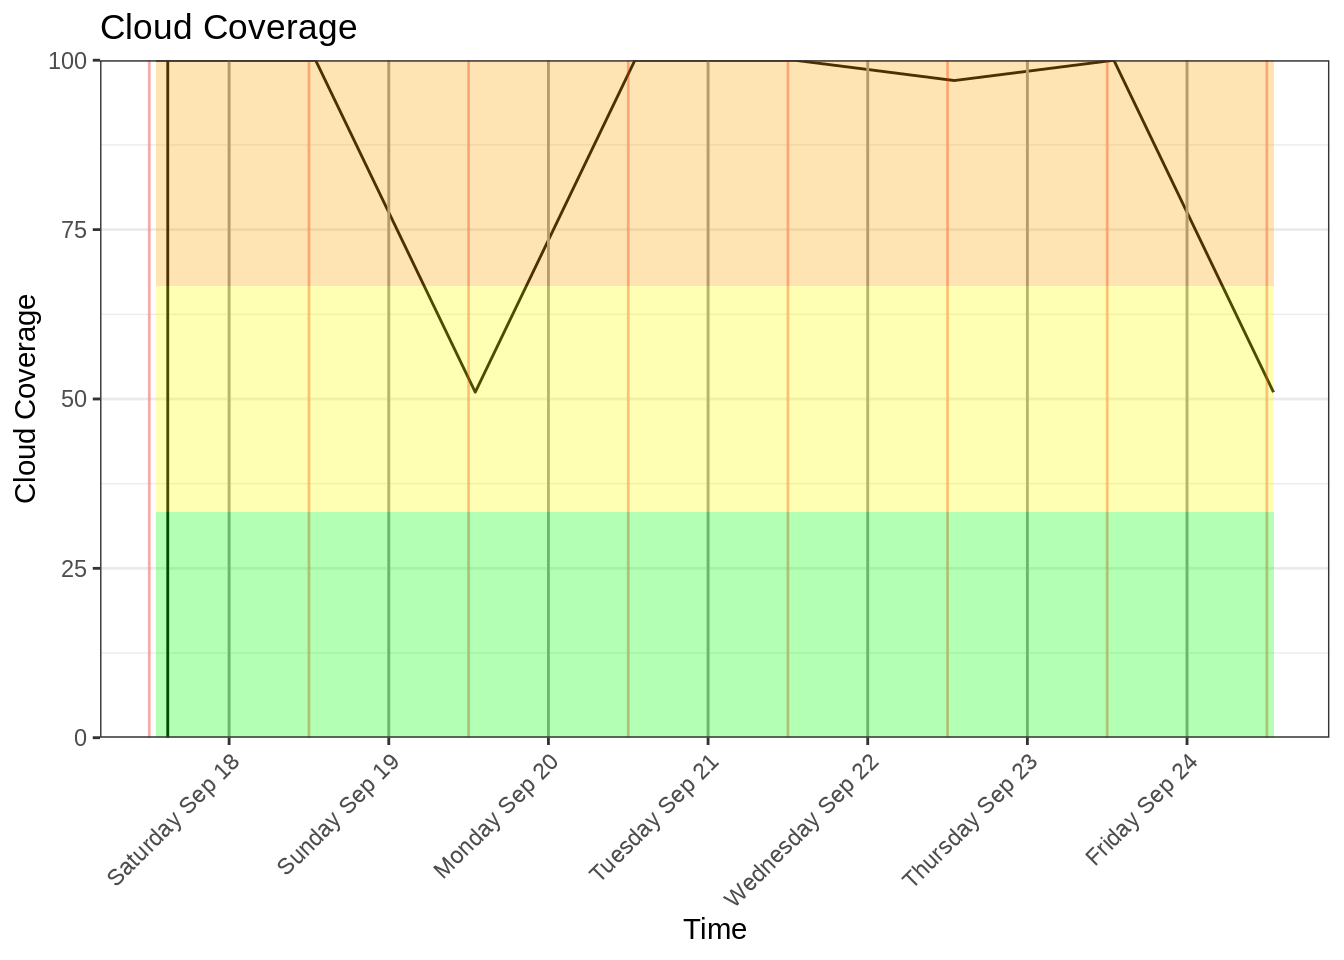 Cloud Coverage
Cloud Coverage
100
75
50
25
0
Saturday Sep 18
Sunday Sep 19
Monday Sep 20
Tuesday Sep 21
Wednesday Sep 22
Thursday Sep 23
Friday Sep 24
Time